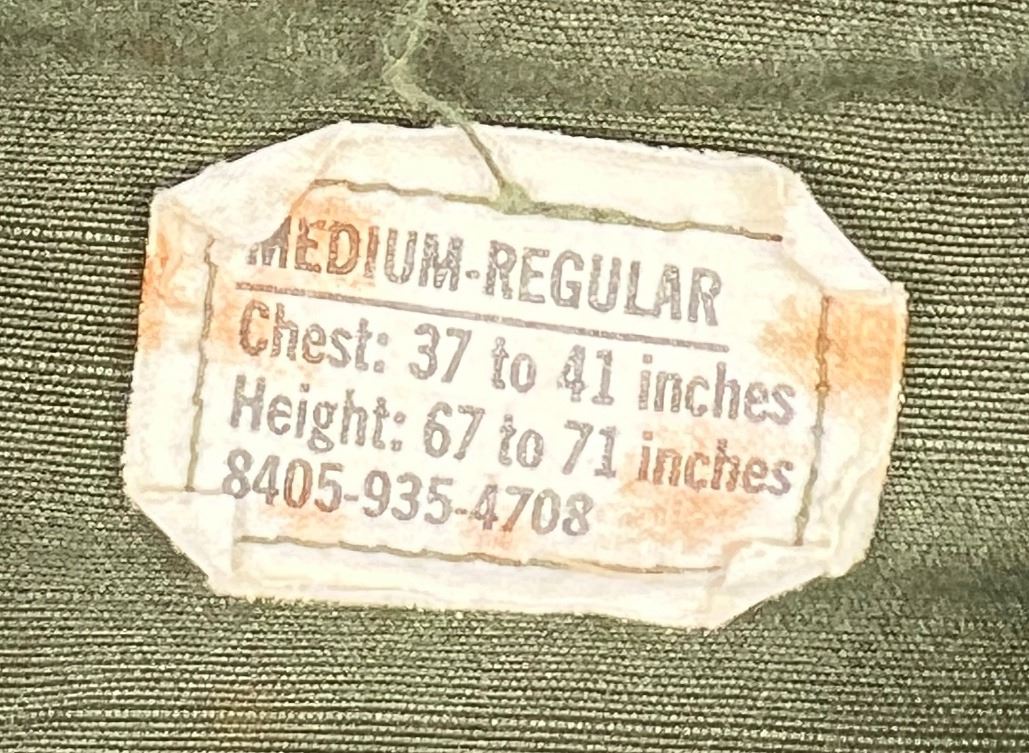 MEDIUM-REGULAR
Chest: 37 to 41 inches
Height: 67 to 71 inches
8405-935-4708